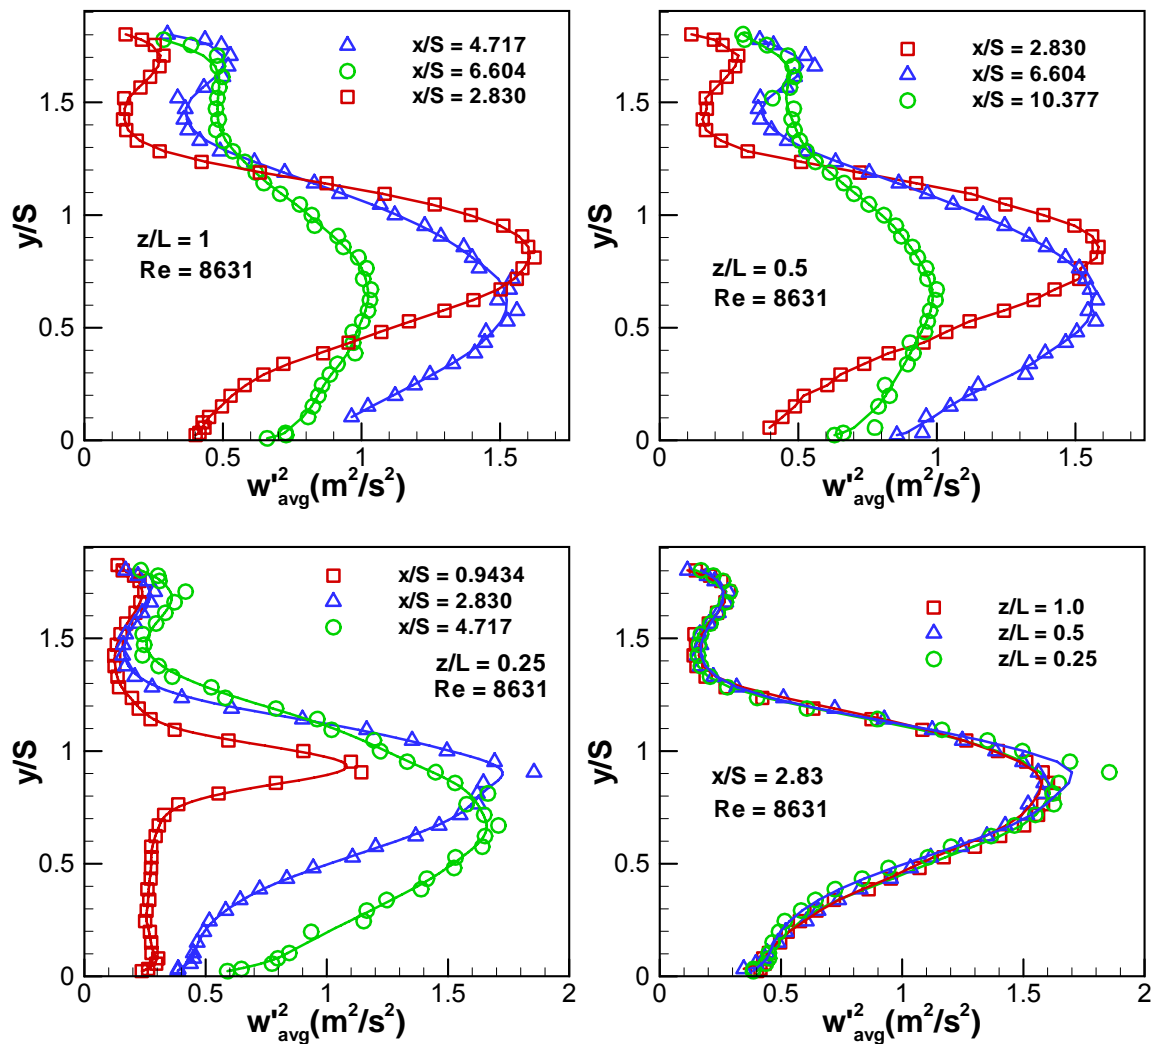 x/S = 4.717
x/S = 6.604
x/S = 2.830
z/L = 1
Re = 8631
y/S
0
0.5
1
1.5
0
0.5
1
1.5
w'²avg(m²/s²)
x/S = 2.830
x/S = 6.604
x/S = 10.377
z/L = 0.5
Re = 8631
y/S
0
0.5
1
1.5
0
0.5
1
1.5
w'²avg(m²/s²)
x/S = 0.9434
x/S = 2.830
x/S = 4.717
z/L = 0.25
Re = 8631
y/S
0
0.5
1
1.5
0
0.5
1
1.5
2
w'²avg(m²/s²)
z/L = 1.0
z/L = 0.5
z/L = 0.25
x/S = 2.83
Re = 8631
y/S
0
0.5
1
1.5
0
0.5
1
1.5
2
w'²avg(m²/s²)